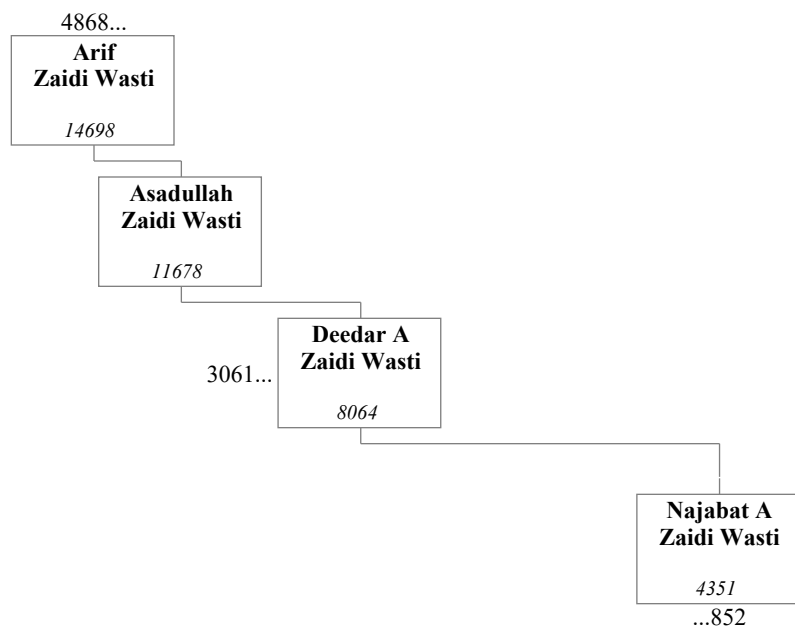 4868...
Arif
Zaidi Wasti
14698
Asadullah
Zaidi Wasti
11678
Deedar A
Zaidi Wasti
3061...
8064
Najabat A
Zaidi Wasti
4351
...852